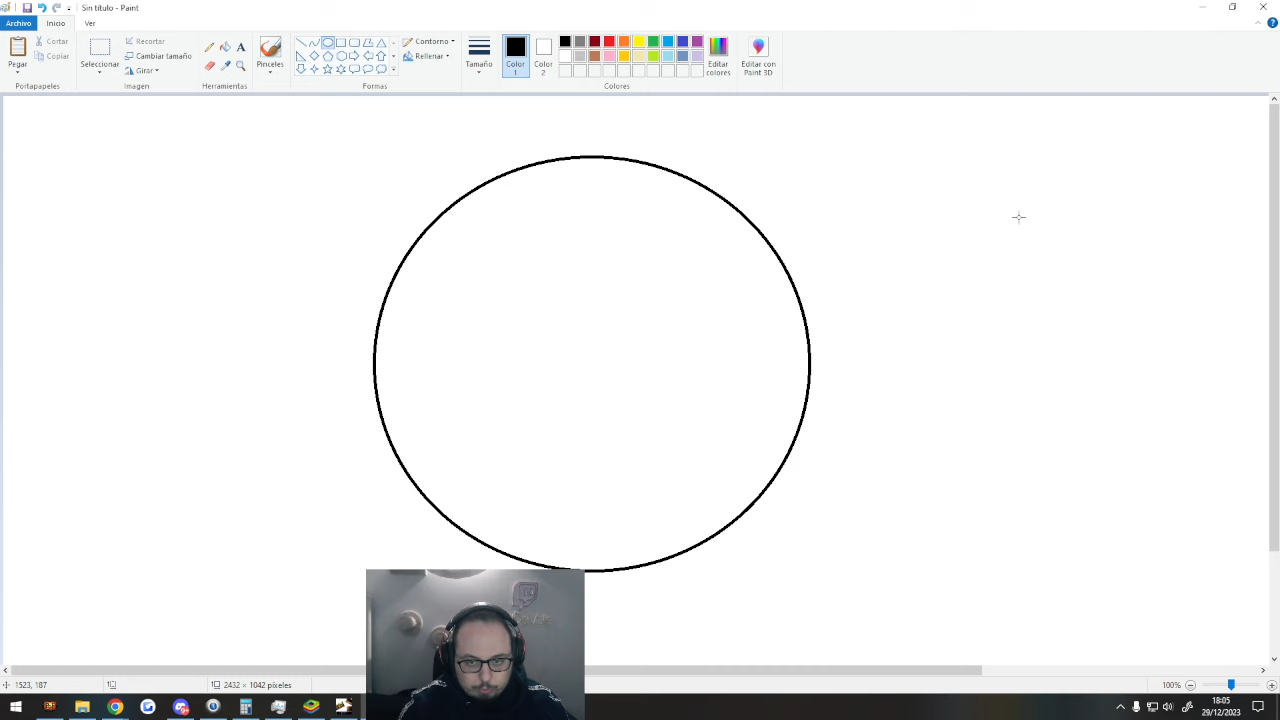 Sin título - Paint
Archivo Inicio Ver
Pegar
Cortar
Copiar
Portapapeles
Seleccionar
Recortar
Cambiar tamaño
Girar
Imagen
A
Herramientas
Pinceles
Contorno
Rellenar
Formas
Tamaño
Color
1
Color
2
Editar
colores
Colores
Editar con
Paint 3D
1523, 187
2432 × 1042 píxeles
100%
18:05
29/12/2023